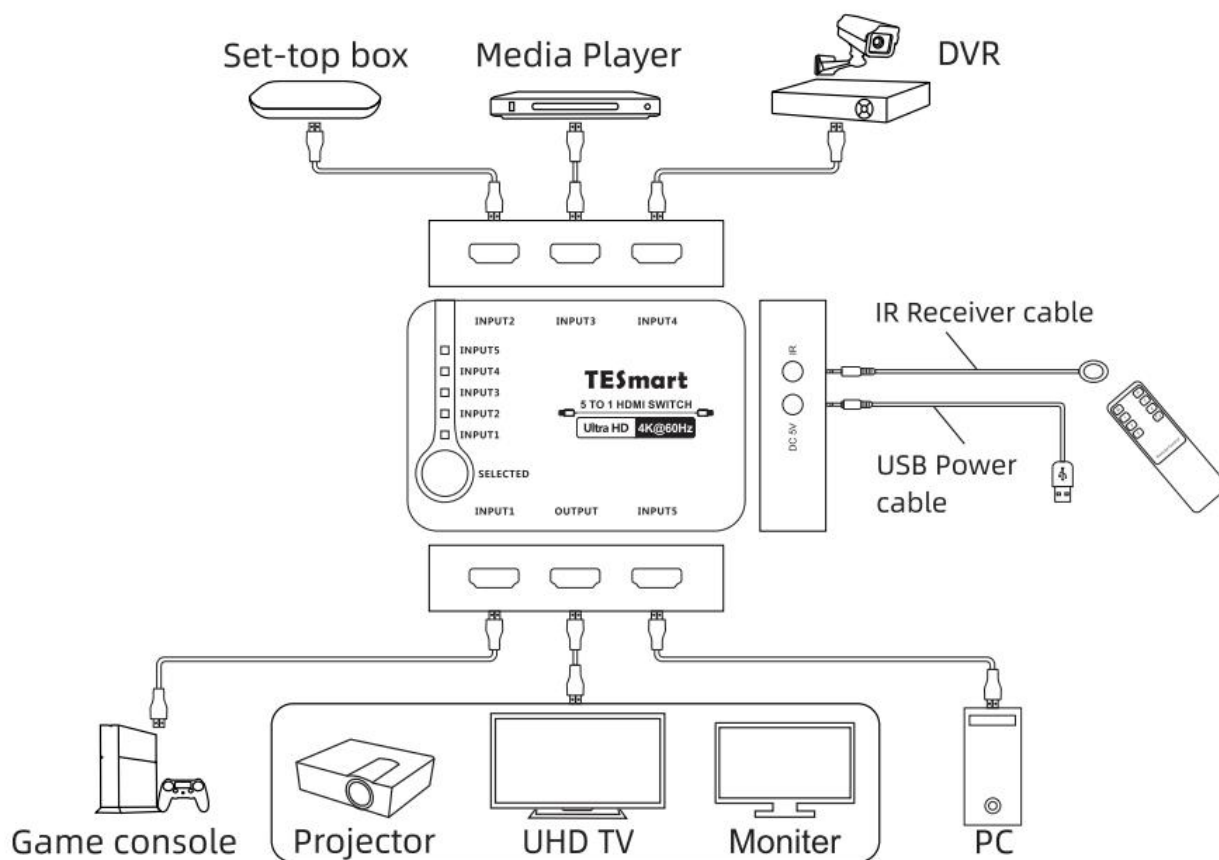 Set-top box
Media Player
DVR
INPUT2
INPUT3
INPUT4
INPUT5
INPUT4
INPUT3
INPUT2
INPUT1
SELECTED
TESmart
5 TO 1 HDMI SWITCH
Ultra HD 4K@60Hz
INPUT1
OUTPUT
INPUT5
IR
DC 5V
IR Receiver cable
USB Power
cable
Game console
Projector
UHD TV
Moniter
PC